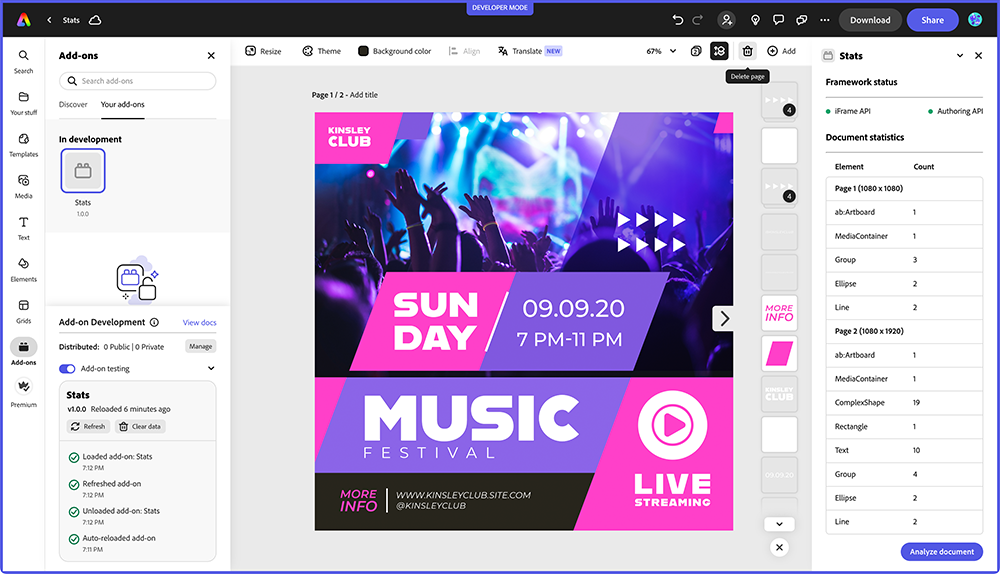 DEVELOPER MODE
Stats
Download
Share
Search
Your stuff
Templates
Media
Text
Elements
Grids
Add-ons
Premium
Add-ons
Search add-ons
Discover
Your add-ons
In development
Stats
1.0.0
Add-on Development
View docs
Distributed: 0 Public | 0 Private
Manage
Add-on testing
Stats
v1.0.0 Reloaded 6 minutes ago
Refresh
Clear data
Loaded add-on: Stats
7:12 PM
Refreshed add-on
7:12 PM
Unloaded add-on: Stats
7:12 PM
Auto-reloaded add-on
7:11 PM
Resize
Theme
Background color
Align
Translate NEW
67%
2
Add
Delete page
Page 1 / 2 - Add title
KINSLEY
CLUB
SUN
DAY
09.09.20
7 PM-11 PM
MUSIC
FESTIVAL
MORE
INFO
WWW.KINSLEYCLUB.SITE.COM
@KINSLEYCLUB
LIVE
STREAMING
4
4
MORE
INFO
KINSLEY
CLUB
09.09.20
Stats
Framework status
iFrame API
Authoring API
Document statistics
Element Count
Page 1 (1080 x 1080)
ab:Artboard 1
MediaContainer 1
Group 3
Ellipse 2
Line 2
Page 2 (1080 x 1920)
ab:Artboard 1
MediaContainer 1
ComplexShape 19
Rectangle 1
Text 10
Group 4
Ellipse 2
Line 2
Analyze document